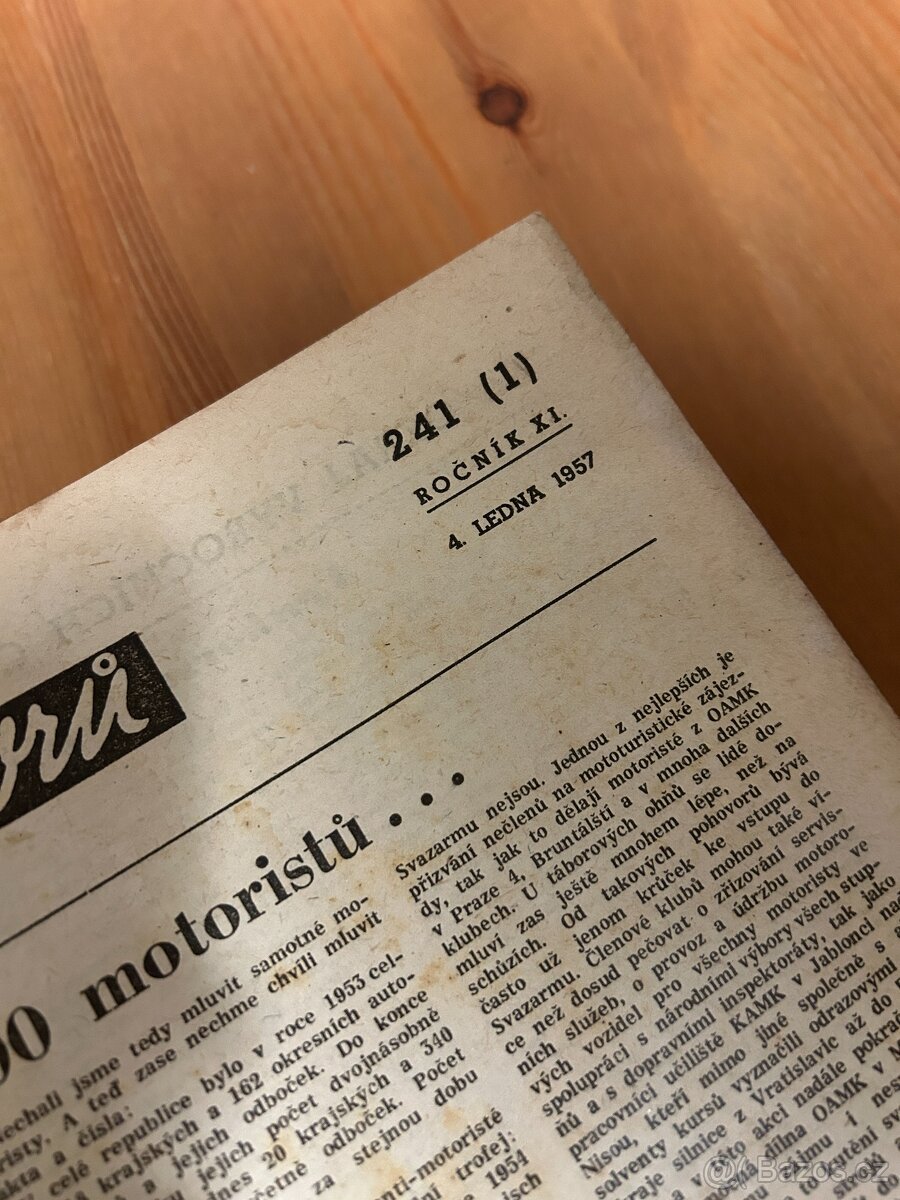 241 (1)
ROČNÍK XI.
4. LEDNA 1957
motoristů...
jsme tedy mluvit samotné mo-
A teď zase nechme chvíli mluvit
a čísla:
celé republice bylo v roce 1953 cel-
krajských a 162 okresních auto-
a jejich odboček. Do konce
jejich počet dvojnásobně
20 krajských a 340
odboček. Počet
za stejnou dobu
trofej:
1954
Svazarmu nejsou. Jednou z nejlepších je
přizvání nečlenů na mototuristické zájez-
dy, tak jak to dělají motoristé z OAMK
v Praze 4, Bruntálští a v mnoha dalších
klubech. U táborových ohňů se lidé do-
mluví zas ještě mnohem lépe, než na
schůzích. Od takových pohovorů bývá
často už jenom krůček ke vstupu do
Svazarmu. Členové klubů mohou také ví-
ce než dosud pečovat o zřizování servis-
ních služeb, o provoz a údržbu motoro-
vých vozidel pro všechny motoristy ve
spolupráci s národními výbory všech stup-
ňů a s dopravními inspektoráty, tak jako
pracovníci učiliště KAMK v Jablonci nad
Nisou, kteří mimo jiné společně s
solventy kursů vyznačili odrazovými
silnice z Vratislavic až do
akci nadále
dílna OAMK v
Bazos.cz